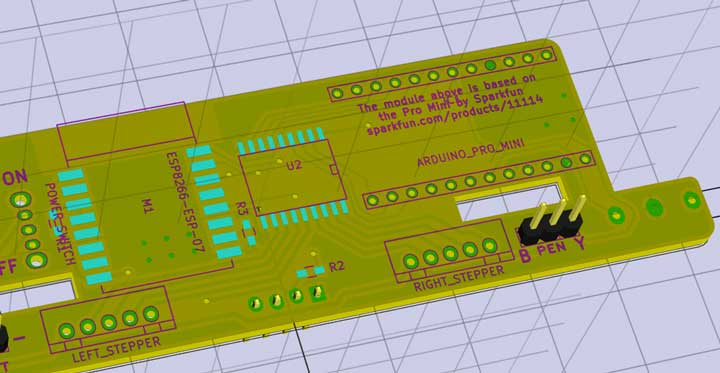 The module above is based on
the Pro Mini by Sparkfun
sparkfun.com/products/11114
ARDUINO_PRO_MINI
U2
ESP8266-ESP-07
M1
R3
ON
POWER_SWITCH
FF
R2
B PEN Y
RIGHT_STEPPER
LEFT_STEPPER
-
T